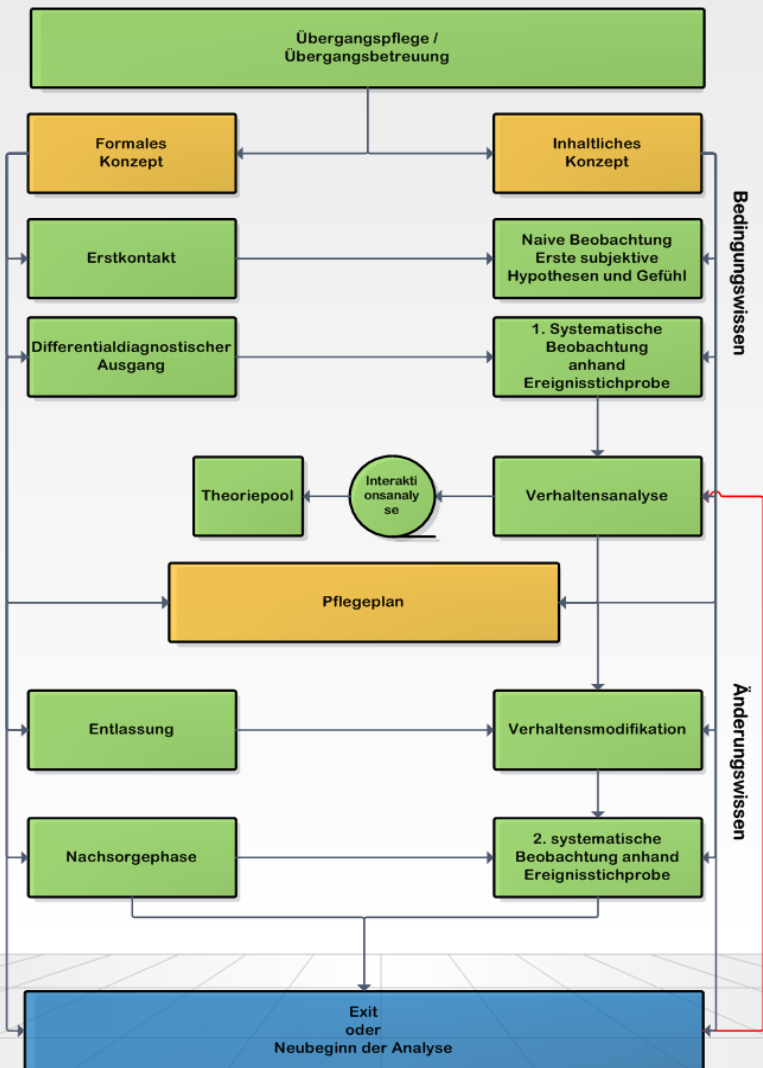 Übergangspflege /
Übergangsbetreuung
Formales
Konzept
Inhaltliches
Konzept
Bedingungswissen
Erstkontakt
Naive Beobachtung
Erste subjektive
Hypothesen und Gefühl
Differentialdiagnostischer
Ausgang
1. Systematische
Beobachtung
anhand
Ereignisstichprobe
Theoriepool
Interakti
onsanaly
se
Verhaltensanalyse
Pflegeplan
Änderungswissen
Entlassung
Verhaltensmodifikation
Nachsorgephase
2. systematische
Beobachtung anhand
Ereignisstichprobe
Exit
oder
Neubeginn der Analyse